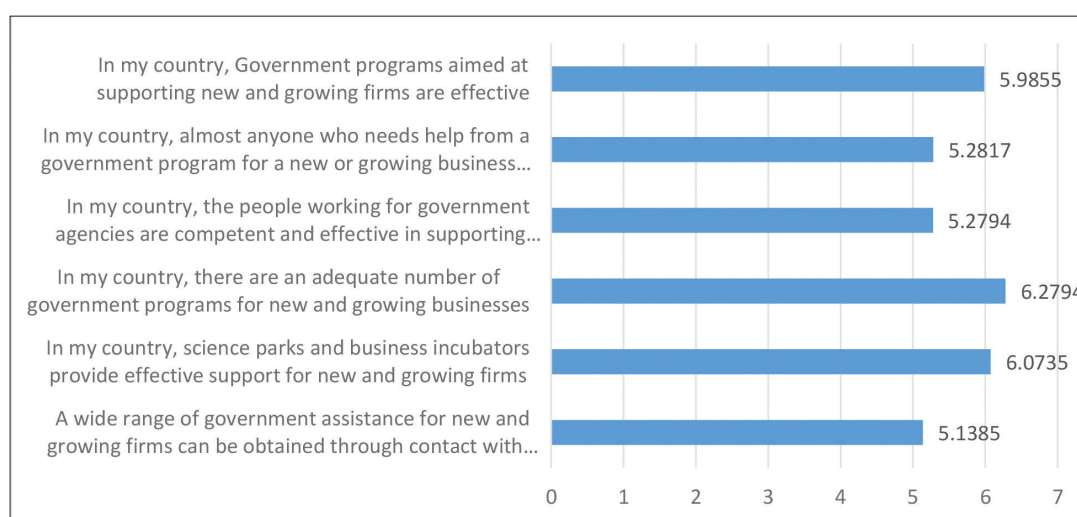 In my country, Government programs aimed at
supporting new and growing firms are effective
5.9855
In my country, almost anyone who needs help from a
government program for a new or growing business...
5.2817
In my country, the people working for government
agencies are competent and effective in supporting...
5.2794
In my country, there are an adequate number of
government programs for new and growing businesses
6.2794
In my country, science parks and business incubators
provide effective support for new and growing firms
6.0735
A wide range of government assistance for new and
growing firms can be obtained through contact with...
5.1385
0 1 2 3 4 5 6 7